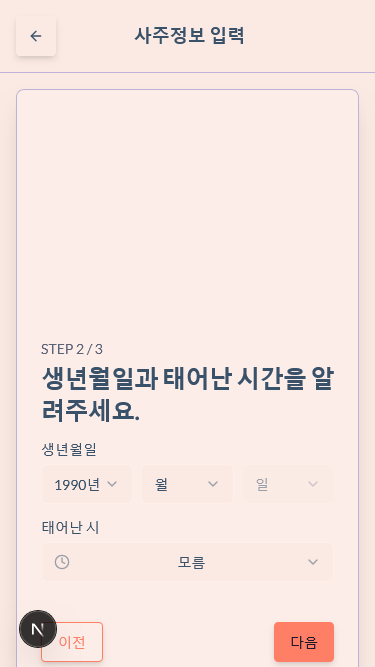 사주정보 입력
STEP 2 / 3
생년월일과 태어난 시간을 알
려주세요.
생년월일
1990년 월 일
태어난 시
모름
N 이전 다음